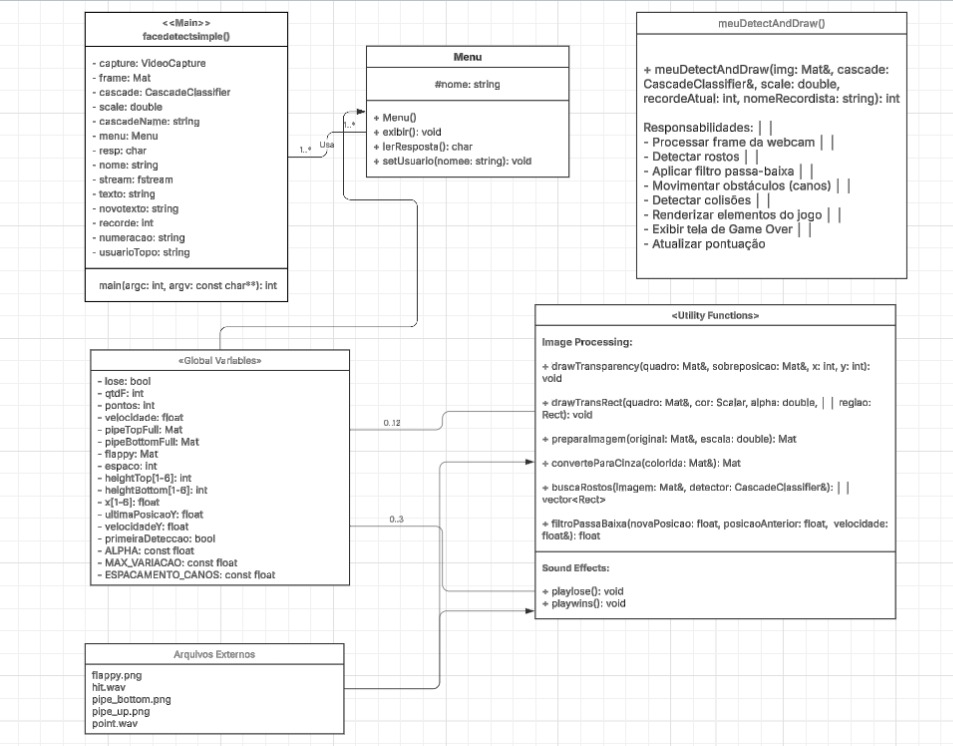 <<Main>>
facedetectsimple()
- capture: VideoCapture
- frame: Mat
- cascade: CascadeClassifier
- scale: double
- cascadeName: string
- menu: Menu
- resp: char
- nome: string
- stream: fstream
- texto: string
- novotexto: string
- recorde: int
- numeracao: string
- usuarioTopo: string
main(argc: int, argv: const char**): int
1..*
Usa
1..*
Menu
#nome: string
+ Menu()
+ exibir(): void
+ lerResposta(): char
+ setUsuario(nomee: string): void
meuDetectAndDraw()
+ meuDetectAndDraw(img: Mat&, cascade:
CascadeClassifier&, scale: double,
recordeAtual: int, nomeRecordista: string): int
Responsabilidades: | |
- Processar frame da webcam | |
- Detectar rostos | |
- Aplicar filtro passa-baixa | |
- Movimentar obstáculos (canos) | |
- Detectar colisões | |
- Renderizar elementos do jogo | |
- Exibir tela de Game Over | |
- Atualizar pontuação
<Global Variables>
- lose: bool
- qtdF: int
- pontos: int
- velocidade: float
- pipeTopFull: Mat
- pipeBottomFull: Mat
- flappy: Mat
- espaco: int
- heightTop[1-6]: int
- heightBottom[1-6]: int
- x[1-6]: float
- ultimaPosicaoY: float
- velocidadeY: float
- primeiraDeteccao: bool
- ALPHA: const float
- MAX_VARIACAO: const float
- ESPACAMENTO_CANOS: const float
0..12
0..3
<Utility Functions>
Image Processing:
+ drawTransparency(quadro: Mat&, sobreposicao: Mat&, x: int, y: int):
void
+ drawTransRect(quadro: Mat&, cor: Scalar, alpha: double, | | regiao:
Rect): void
+ preparaImagem(original: Mat&, escala: double): Mat
+ converteParaCinza(colorida: Mat&): Mat
+ buscaRostos(imagem: Mat&, detector: CascadeClassifier&): | |
vector<Rect>
+ filtroPassaBaixa(novaPosicao: float, posicaoAnterior: float, velocidade:
float&): float
Sound Effects:
+ playlose(): void
+ playwins(): void
Arquivos Externos
flappy.png
hit.wav
pipe_bottom.png
pipe_up.png
point.wav